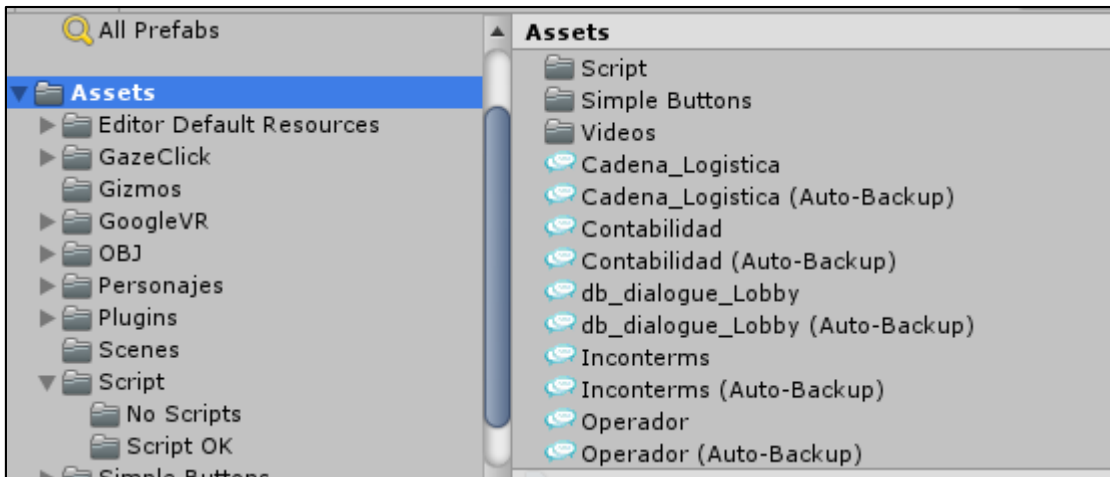 All Prefabs
Assets
Editor Default Resources
GazeClick
Gizmos
GoogleVR
OBJ
Personajes
Plugins
Scenes
Script
No Scripts
Script OK
Simple Buttons
Assets
Script
Simple Buttons
Videos
Cadena_Logistica
Cadena_Logistica (Auto-Backup)
Contabilidad
Contabilidad (Auto-Backup)
db_dialogue_Lobby
db_dialogue_Lobby (Auto-Backup)
Inconterms
Inconterms (Auto-Backup)
Operador
Operador (Auto-Backup)